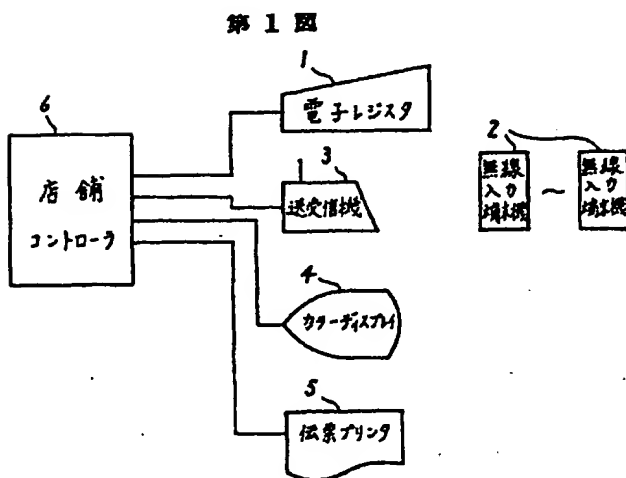 第1図
1
電子レジスタ
6
店舗
コントローラ
3
送受信機
2
無線
入力
端末機
~
無線
入力
端末機
4
カラーディスプレイ
5
伝票プリンタ